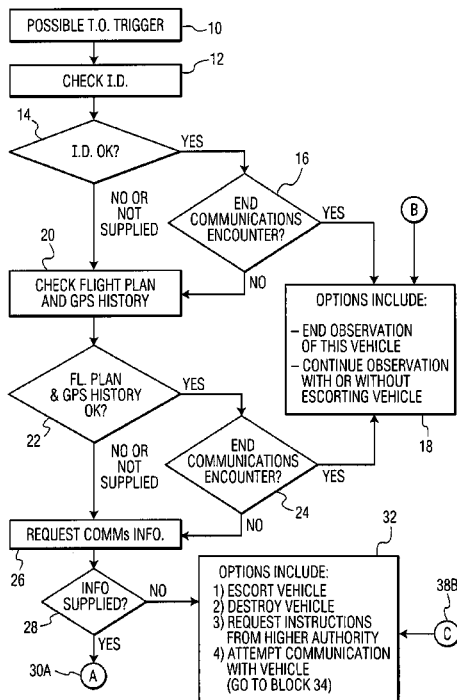 POSSIBLE T.O. TRIGGER
10
12
CHECK I.D.
14
I.D. OK?
YES
16
NO OR
NOT
SUPPLIED
END
COMMUNICATIONS
ENCOUNTER?
YES
B
20
NO
CHECK FLIGHT PLAN
AND GPS HISTORY
OPTIONS INCLUDE:
– END OBSERVATION
OF THIS VEHICLE
– CONTINUE OBSERVATION
WITH OR WITHOUT
ESCORTING VEHICLE
18
FL. PLAN
& GPS HISTORY
OK?
YES
22
NO OR
NOT
SUPPLIED
END
COMMUNICATIONS
ENCOUNTER?
YES
24
NO
REQUEST COMMs INFO.
26
32
INFO
SUPPLIED?
NO
28
YES
30A
A
OPTIONS INCLUDE:
1) ESCORT VEHICLE
2) DESTROY VEHICLE
3) REQUEST INSTRUCTIONS
FROM HIGHER AUTHORITY
4) ATTEMPT COMMUNICATION
WITH VEHICLE
(GO TO BLOCK 34)
38B
C